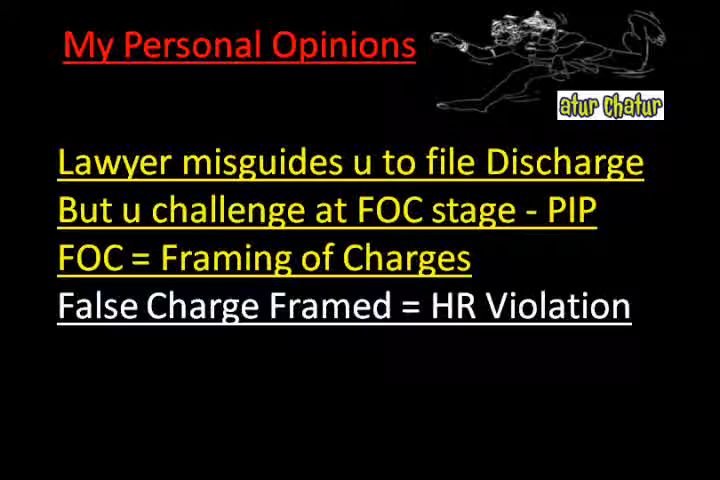 My Personal Opinions
atur chatur
Lawyer misguides u to file Discharge
But u challenge at FOC stage - PIP
FOC = Framing of Charges
False Charge Framed = HR Violation